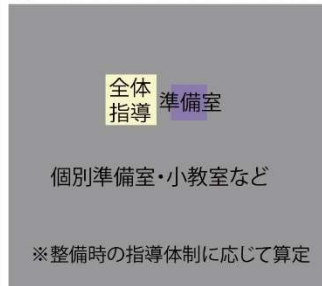 全体
指導
準備室
個別準備室・小教室など
※整備時の指導体制に応じて算定